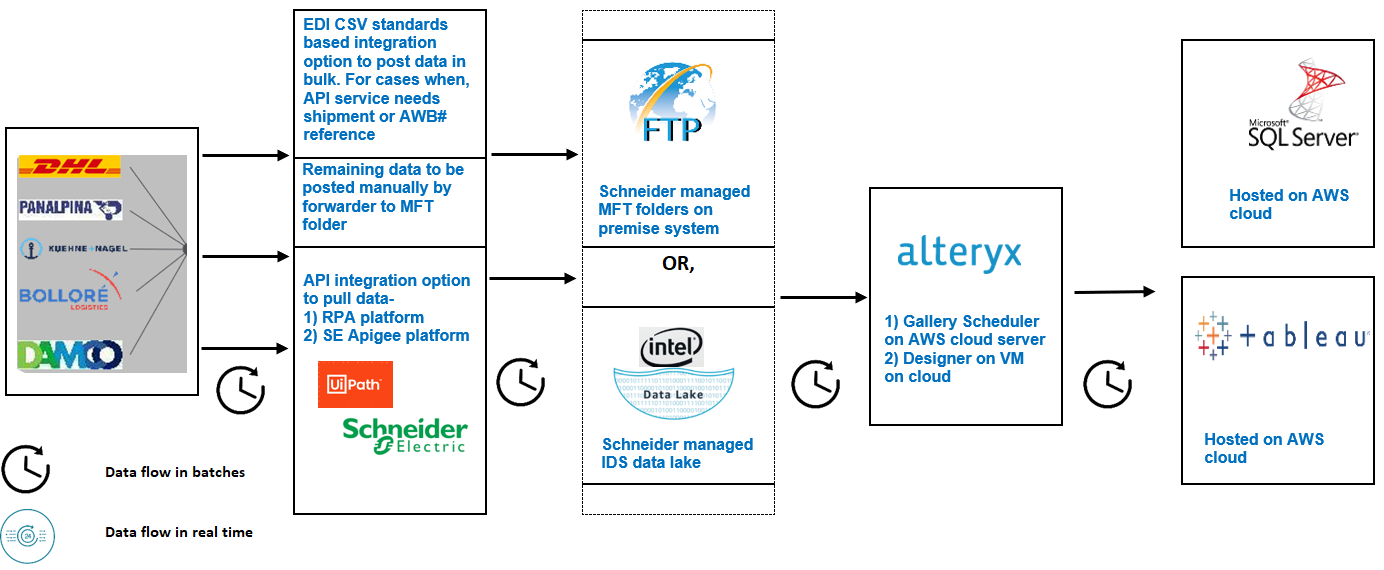 DHL
PANALPINA
KUEHNE+NAGEL
BOLLORÉ
LOGISTICS
DAMCO
EDI CSV standards
based integration
option to post data in
bulk. For cases when,
API service needs
shipment or AWB#
reference
Remaining data to be
posted manually by
forwarder to MFT
folder
API integration option
to pull data-
1) RPA platform
2) SE Apigee platform
UiPath
Schneider
Electric
FTP
Schneider managed
MFT folders on
premise system
OR,
intel
Data Lake
Schneider managed
IDS data lake
alteryx
1) Gallery Scheduler
on AWS cloud server
2) Designer on VM
on cloud
Microsoft®
SQL Server®
Hosted on AWS
cloud
tableau
Hosted on AWS
cloud
Data flow in batches
24
Data flow in real time